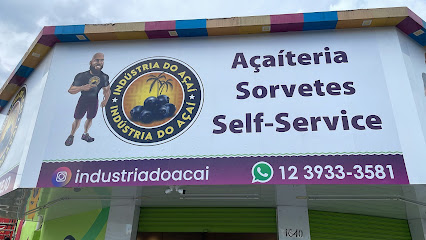 INDÚSTRIA DO AÇAÍ
INDÚSTRIA DO AÇAÍ
Açaíteria
Sorvetes
Self-Service
industriadoacai
12 3933-3581